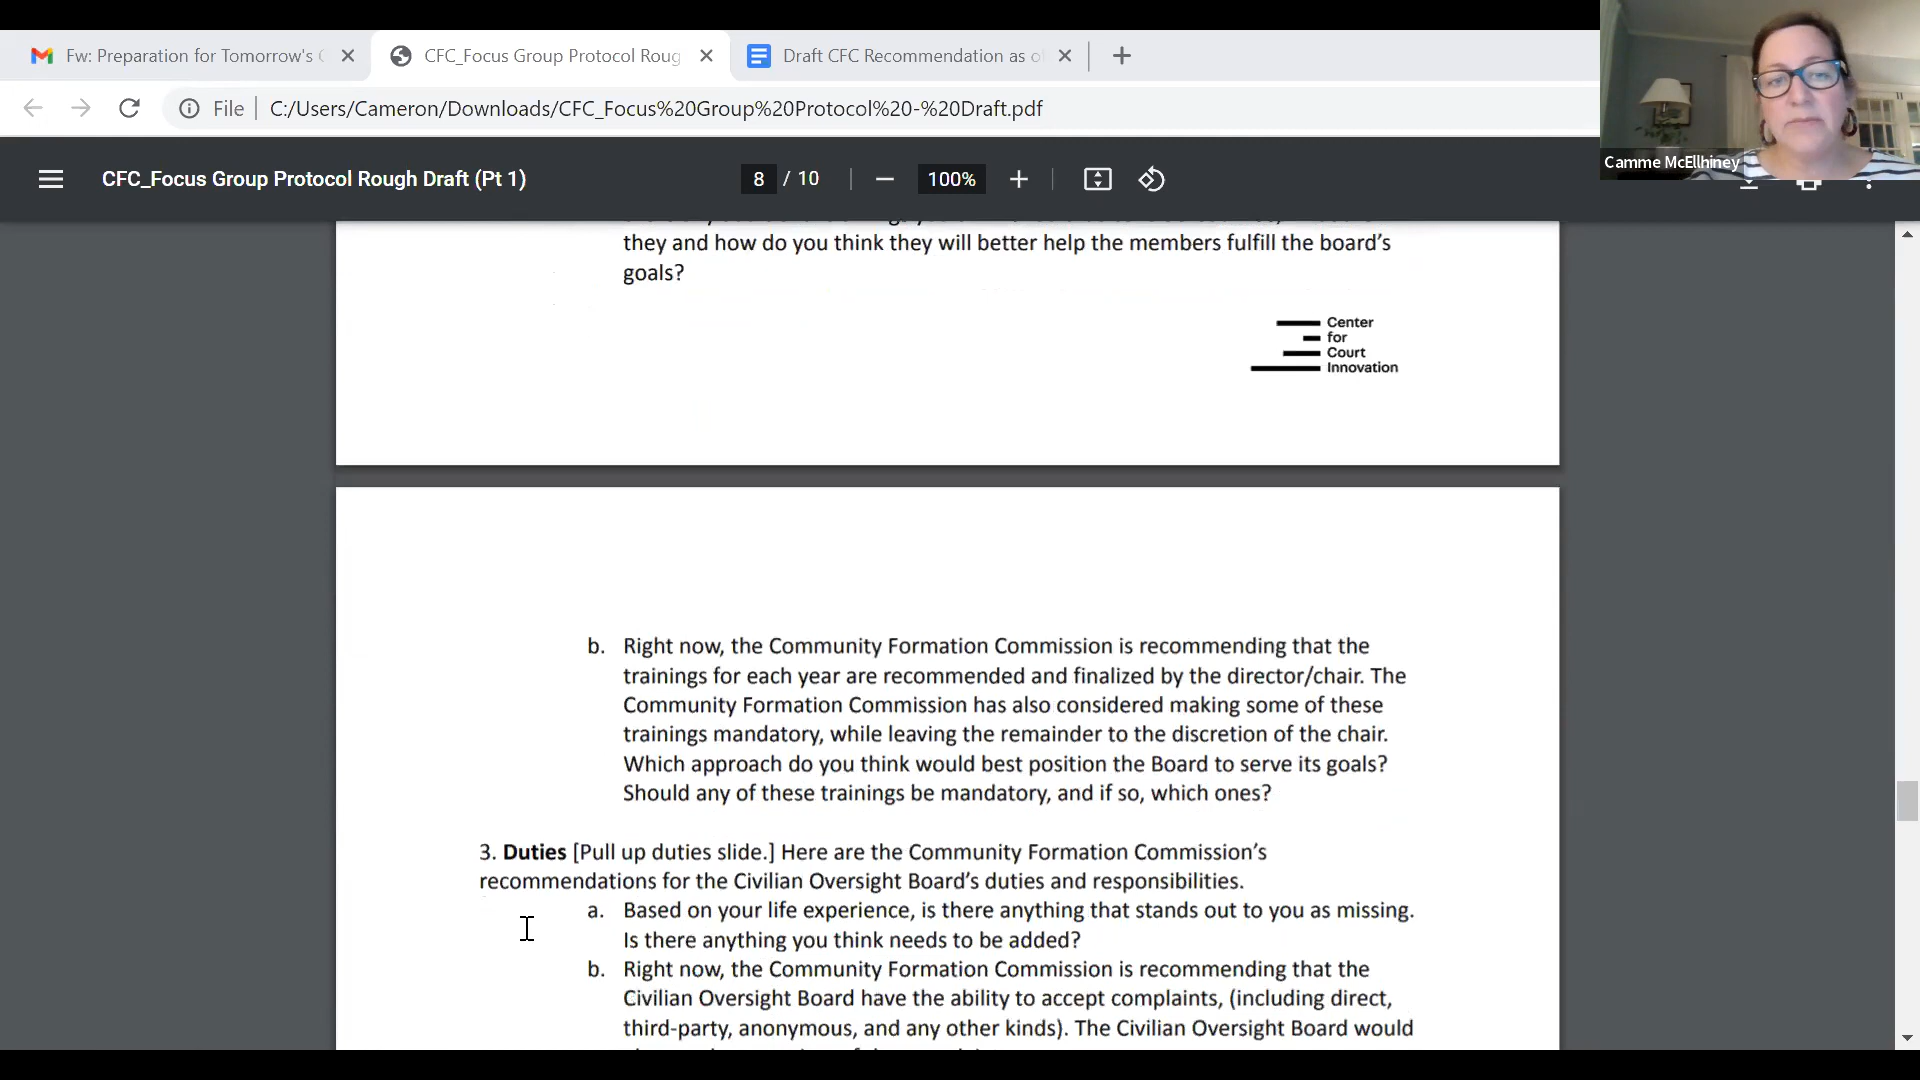 Fw: Preparation for Tomorrow's
CFC_Focus Group Protocol Roug
Draft CFC Recommendation as o
File
C:/Users/Cameron/Downloads/CFC_Focus%20Group%20Protocol%20-%20Draft.pdf
Camme McEllhiney
CFC_Focus Group Protocol Rough Draft (Pt 1)
8 / 10
100%
they and how do you think they will better help the members fulfill the board's
goals?
Center
for
Court
Innovation
b. Right now, the Community Formation Commission is recommending that the
trainings for each year are recommended and finalized by the director/chair. The
Community Formation Commission has also considered making some of these
trainings mandatory, while leaving the remainder to the discretion of the chair.
Which approach do you think would best position the Board to serve its goals?
Should any of these trainings be mandatory, and if so, which ones?
3. Duties [Pull up duties slide.] Here are the Community Formation Commission's
recommendations for the Civilian Oversight Board's duties and responsibilities.
a. Based on your life experience, is there anything that stands out to you as missing.
Is there anything you think needs to be added?
b. Right now, the Community Formation Commission is recommending that the
Civilian Oversight Board have the ability to accept complaints, (including direct,
third-party, anonymous, and any other kinds). The Civilian Oversight Board would